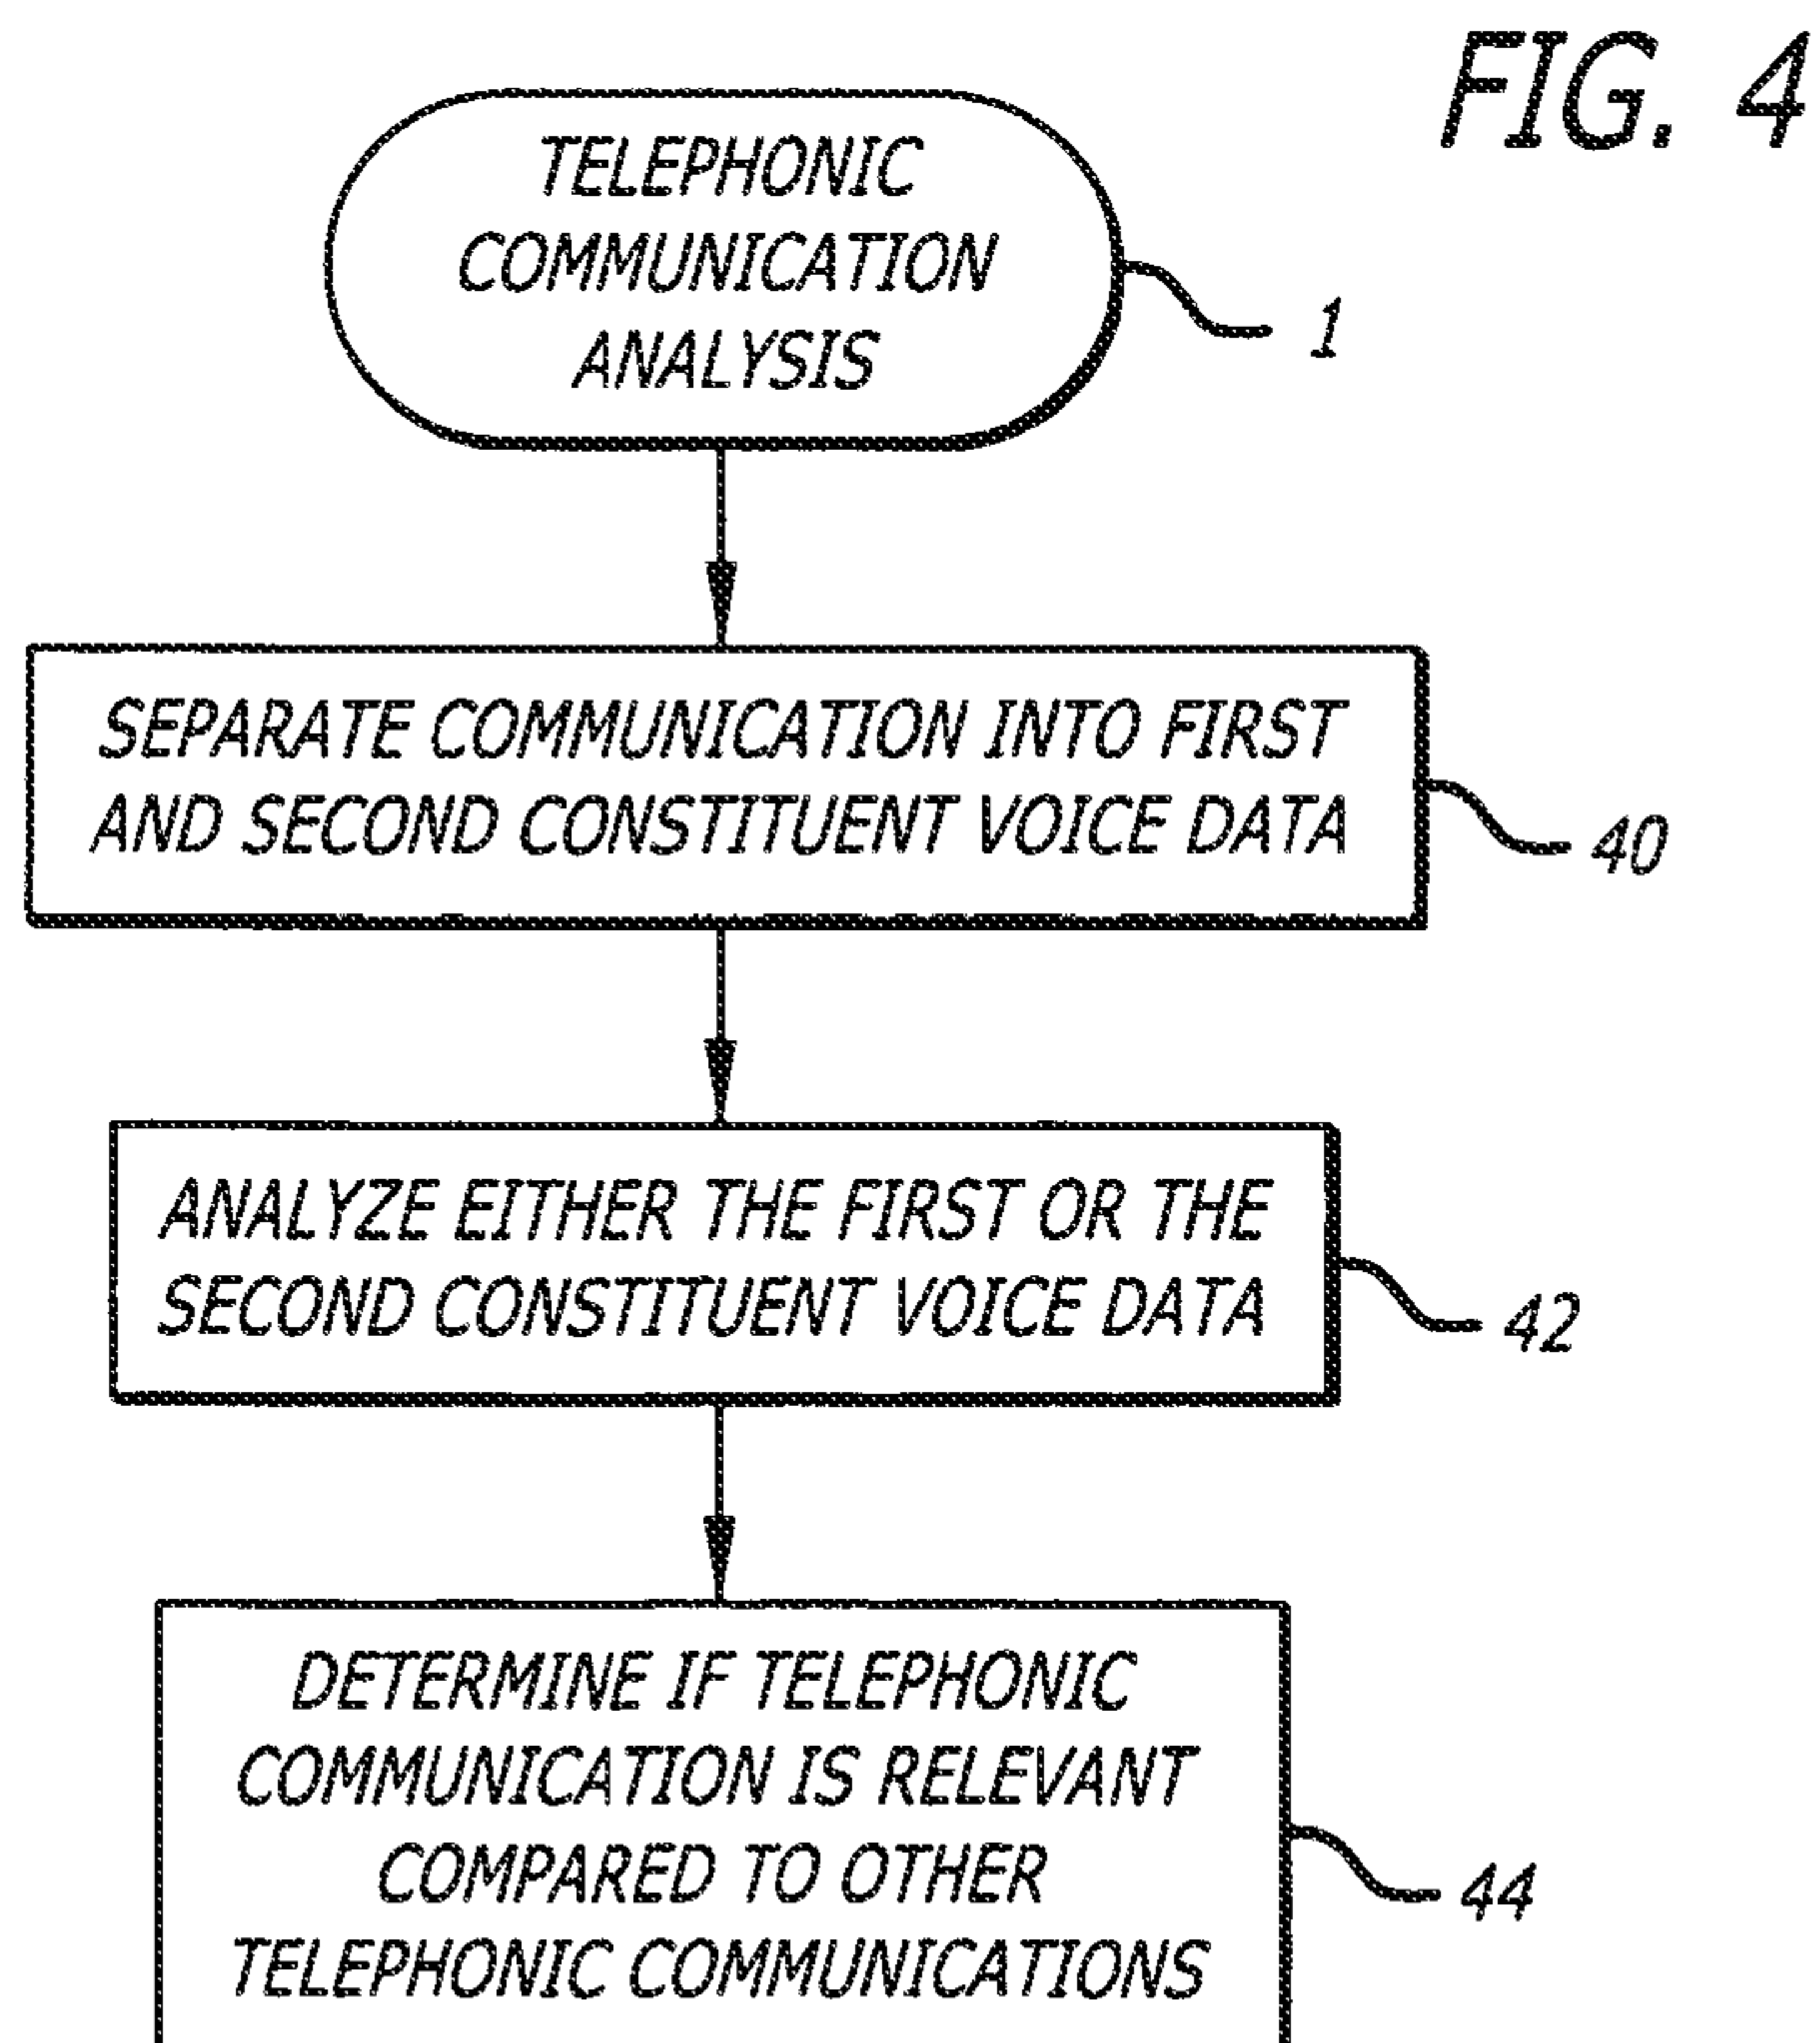 FIG. 4
TELEPHONIC
COMMUNICATION
ANALYSIS
1
SEPARATE COMMUNICATION INTO FIRST
AND SECOND CONSTITUENT VOICE DATA
40
ANALYZE EITHER THE FIRST OR THE
SECOND CONSTITUENT VOICE DATA
42
DETERMINE IF TELEPHONIC
COMMUNICATION IS RELEVANT
COMPARED TO OTHER
TELEPHONIC COMMUNICATIONS
44